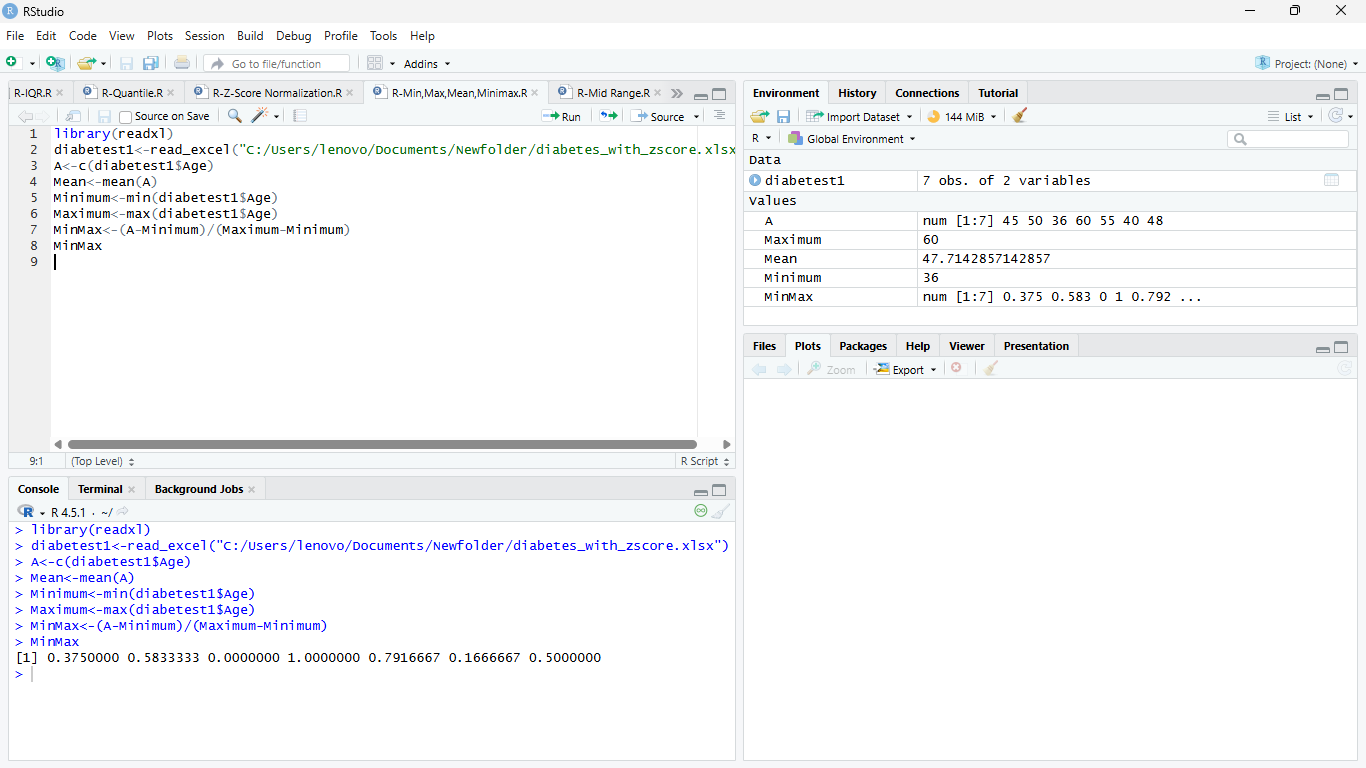 RStudio
File Edit Code View Plots Session Build Debug Profile Tools Help
Go to file/function Addins Project: (None)
R-IQR.R R-Quantile.R R-Z-Score Normalization.R R-Min,Max,Mean,Minimax.R R-Mid Range.R
Source on Save Run Source
1 library(readxl)
2 diabetest1<-read_excel("C:/Users/lenovo/Documents/Newfolder/diabetes_with_zscore.xlsx
3 A<-c(diabetest1$Age)
4 Mean<-mean(A)
5 Minimum<-min(diabetest1$Age)
6 Maximum<-max(diabetest1$Age)
7 MinMax<-(A-Minimum)/(Maximum-Minimum)
8 MinMax
9
9:1 (Top Level) R Script
Console Terminal Background Jobs
R 4.5.1 · ~/
> library(readxl)
> diabetest1<-read_excel("C:/Users/lenovo/Documents/Newfolder/diabetes_with_zscore.xlsx")
> A<-c(diabetest1$Age)
> Mean<-mean(A)
> Minimum<-min(diabetest1$Age)
> Maximum<-max(diabetest1$Age)
> MinMax<-(A-Minimum)/(Maximum-Minimum)
> MinMax
[1] 0.3750000 0.5833333 0.0000000 1.0000000 0.7916667 0.1666667 0.5000000
>
Environment History Connections Tutorial
Import Dataset 144 MiB List
R Global Environment
Data
diabetest1 7 obs. of 2 variables
Values
A num [1:7] 45 50 36 60 55 40 48
Maximum 60
Mean 47.7142857142857
Minimum 36
MinMax num [1:7] 0.375 0.583 0 1 0.792 ...
Files Plots Packages Help Viewer Presentation
Zoom Export